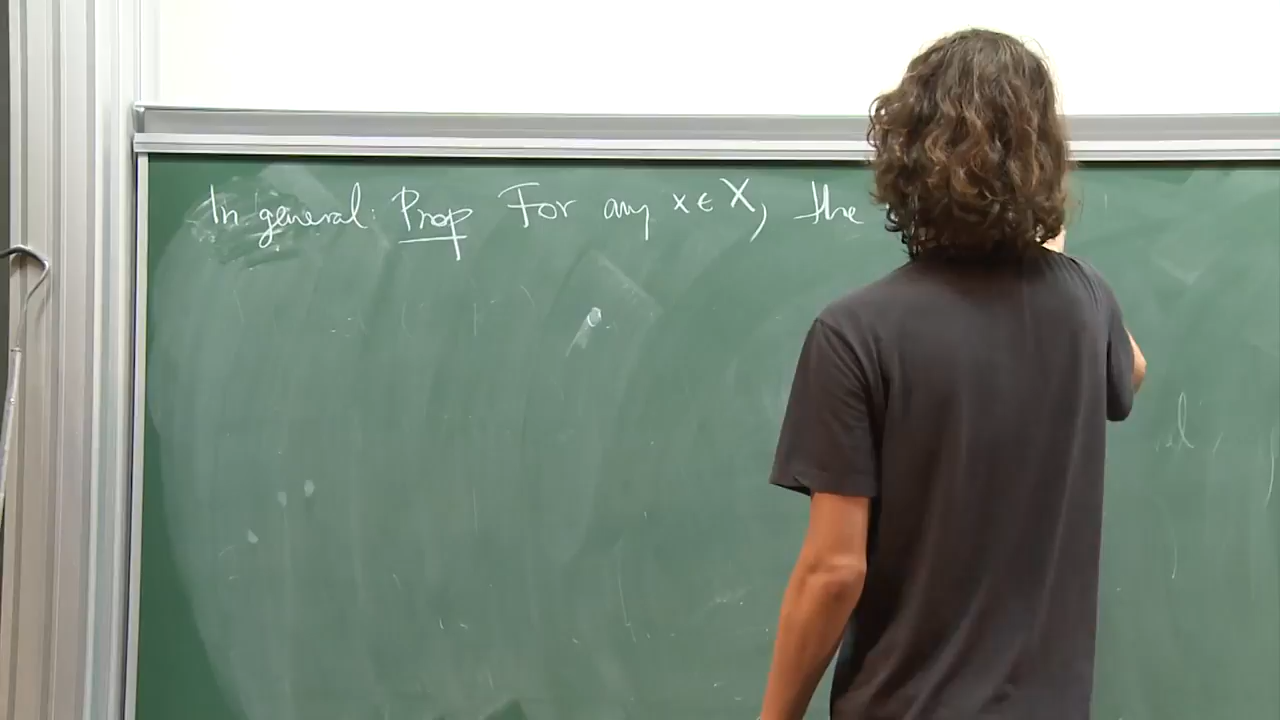 In general: Prop For any x ∈ X, the